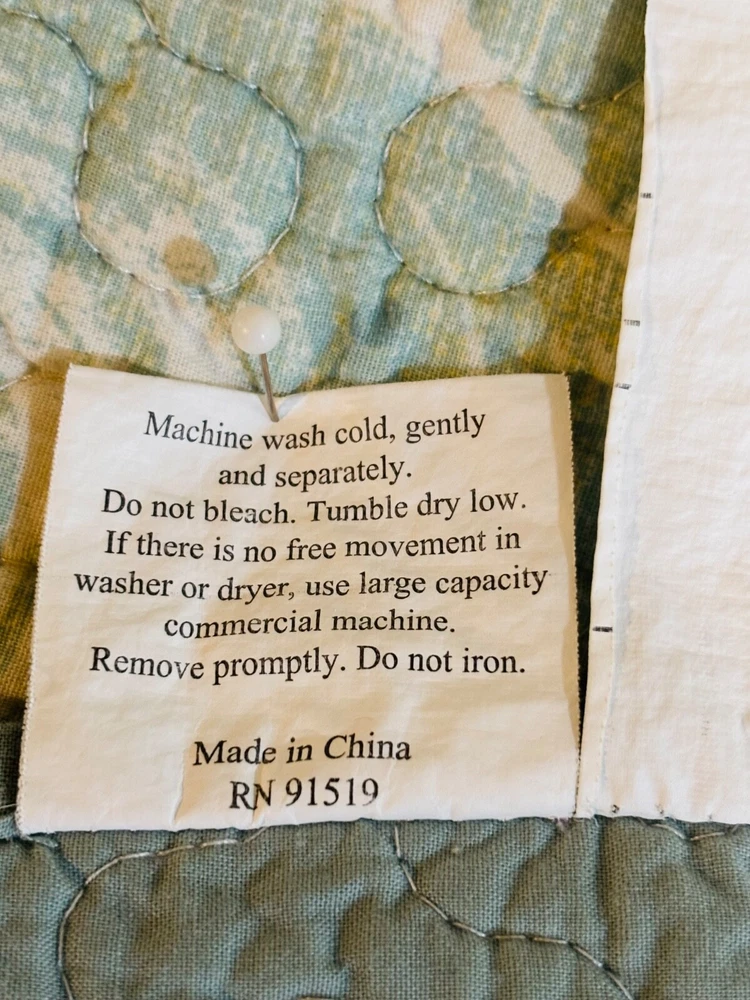 Machine wash cold, gently
and separately.
Do not bleach. Tumble dry low.
If there is no free movement in
washer or dryer, use large capacity
commercial machine.
Remove promptly. Do not iron.
Made in China
RN 91519